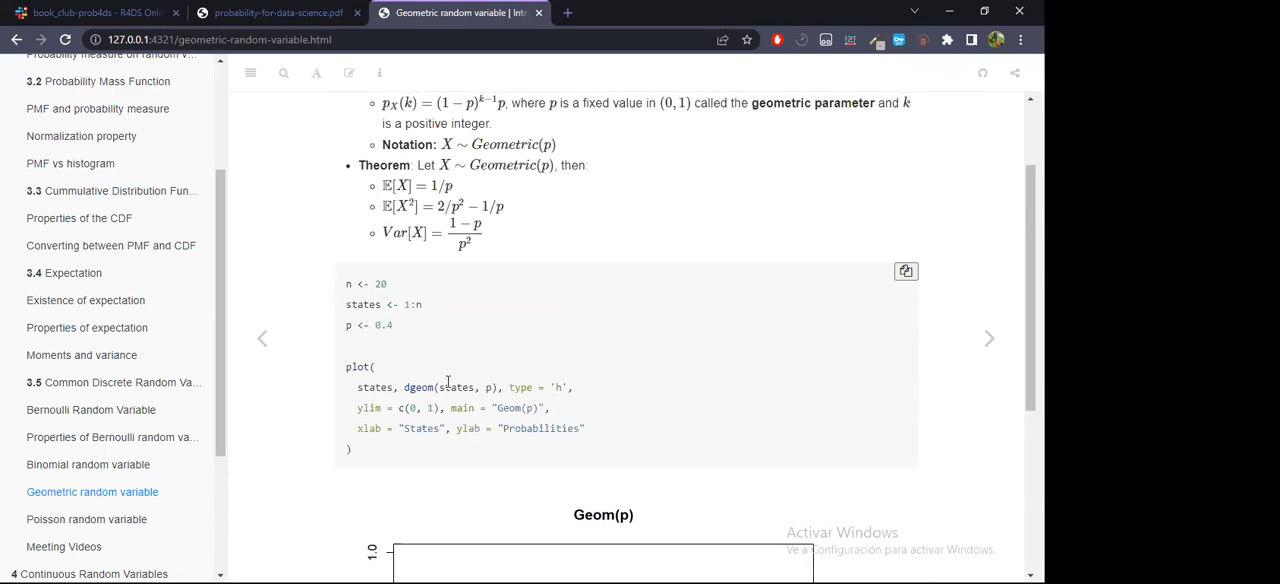 book_club-prob4ds - R4DS Onli
probability-for-data-science.pdf
Geometric random variable | Intr
127.0.0.1:4321/geometric-random-variable.html
Probability measure on random v...
3.2 Probability Mass Function
PMF and probability measure
Normalization property
PMF vs histogram
3.3 Cummulative Distribution Fun...
Properties of the CDF
Converting between PMF and CDF
3.4 Expectation
Existence of expectation
Properties of expectation
Moments and variance
3.5 Common Discrete Random Va...
Bernoulli Random Variable
Properties of Bernoulli random va...
Binomial random variable
Geometric random variable
Poisson random variable
Meeting Videos
4 Continuous Random Variables
p_X(k) = (1 − p)^{k−1}p, where p is a fixed value in (0, 1) called the geometric parameter and k
is a positive integer.
Notation: X ∼ Geometric(p)
Theorem: Let X ∼ Geometric(p), then:
𝔼[X] = 1/p
𝔼[X²] = 2/p² − 1/p
Var[X] = (1 − p)/p²
n <- 20
states <- 1:n
p <- 0.4
plot(
states, dgeom(states, p), type = 'h',
ylim = c(0, 1), main = "Geom(p)",
xlab = "States", ylab = "Probabilities"
)
Geom(p)
1.0
Activar Windows
Ve a Configuración para activar Windows.